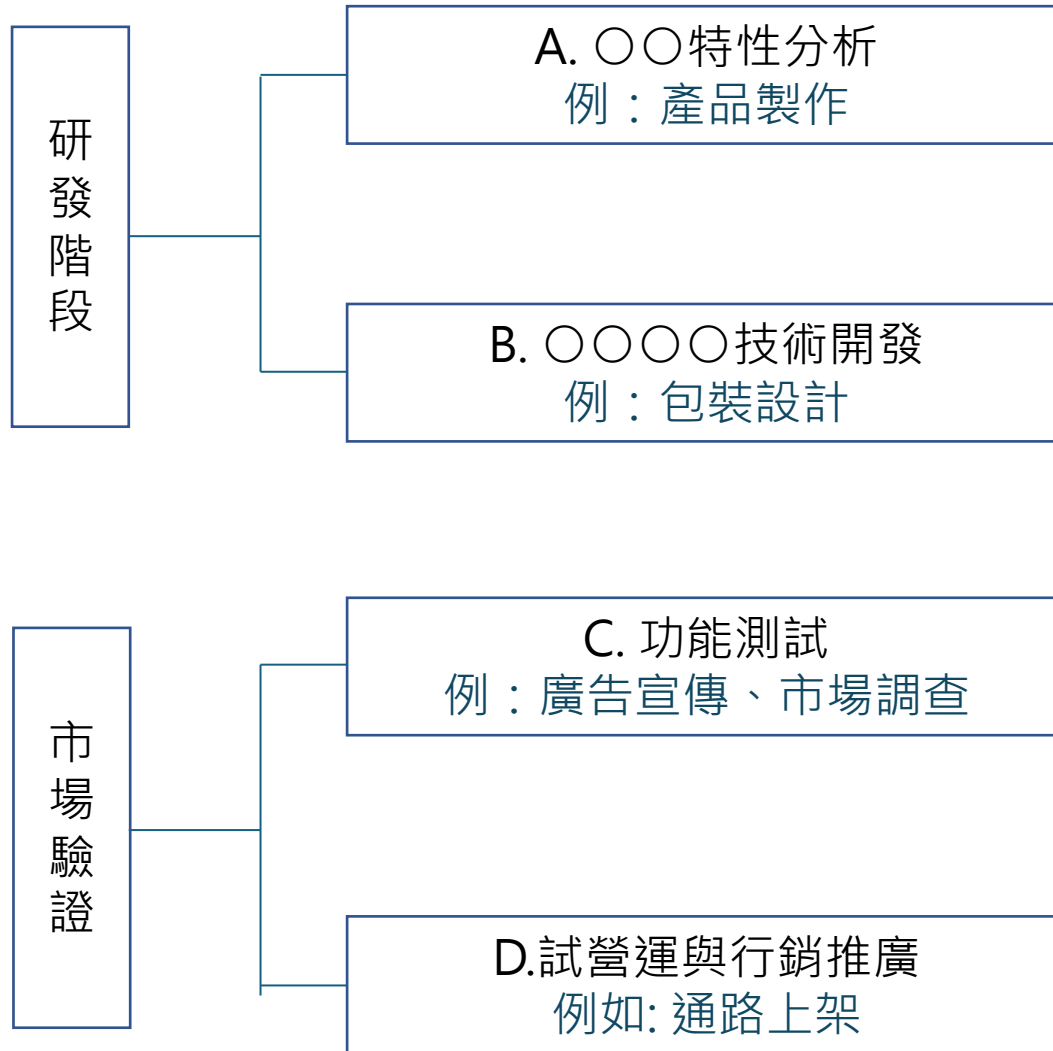 研發階段
A. ○○特性分析
例：產品製作
B. ○○○○技術開發
例：包裝設計
市場驗證
C. 功能測試
例：廣告宣傳、市場調查
D.試營運與行銷推廣
例如: 通路上架